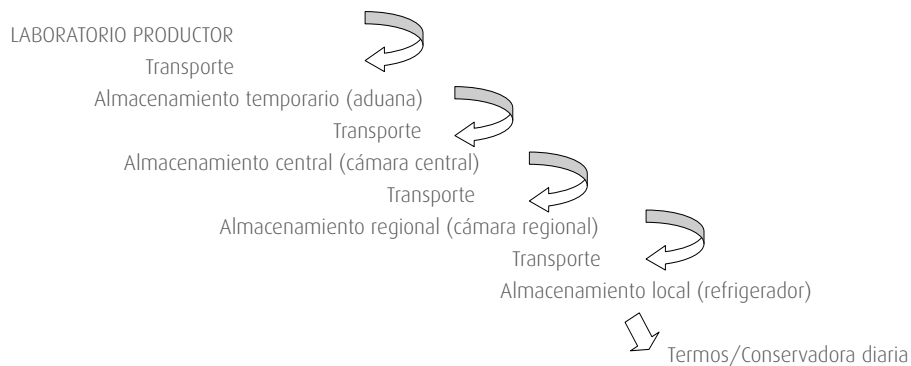 LABORATORIO PRODUCTOR
Transporte
Almacenamiento temporario (aduana)
Transporte
Almacenamiento central (cámara central)
Transporte
Almacenamiento regional (cámara regional)
Transporte
Almacenamiento local (refrigerador)
Termos/Conservadora diaria